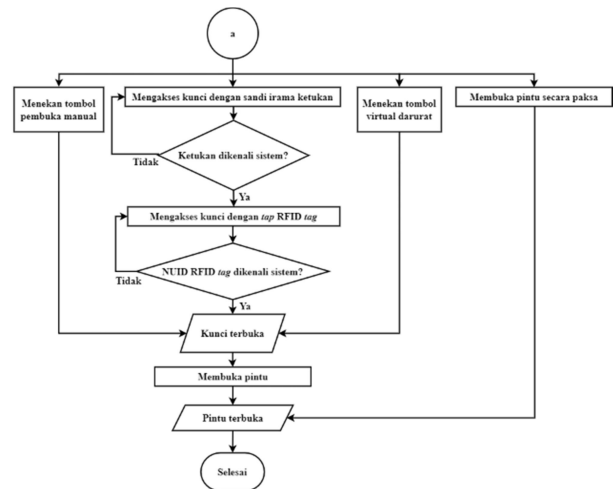 a
Menekan tombol
pembuka manual
Mengakses kunci dengan sandi irama ketukan
Menekan tombol
virtual darurat
Membuka pintu secara paksa
Ketukan dikenali sistem?
Tidak
Ya
Mengakses kunci dengan tap RFID tag
NUID RFID tag dikenali sistem?
Tidak
Ya
Kunci terbuka
Membuka pintu
Pintu terbuka
Selesai